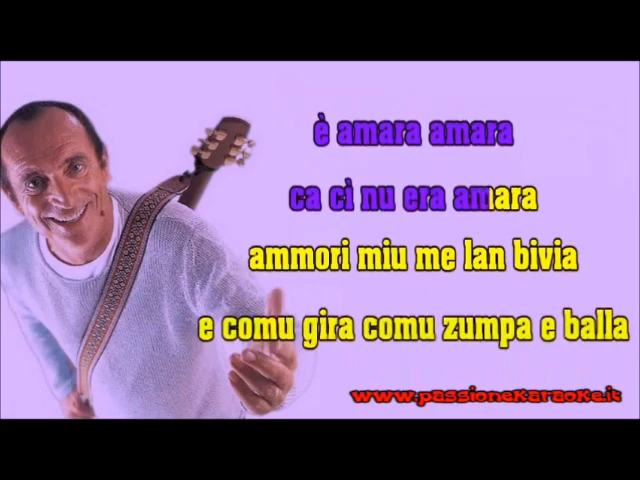 è amara amara
ca cì nu era amara
ammori miu me lan bivia
e comu gira comu zumpa e balla
www.passionekaraoke.it